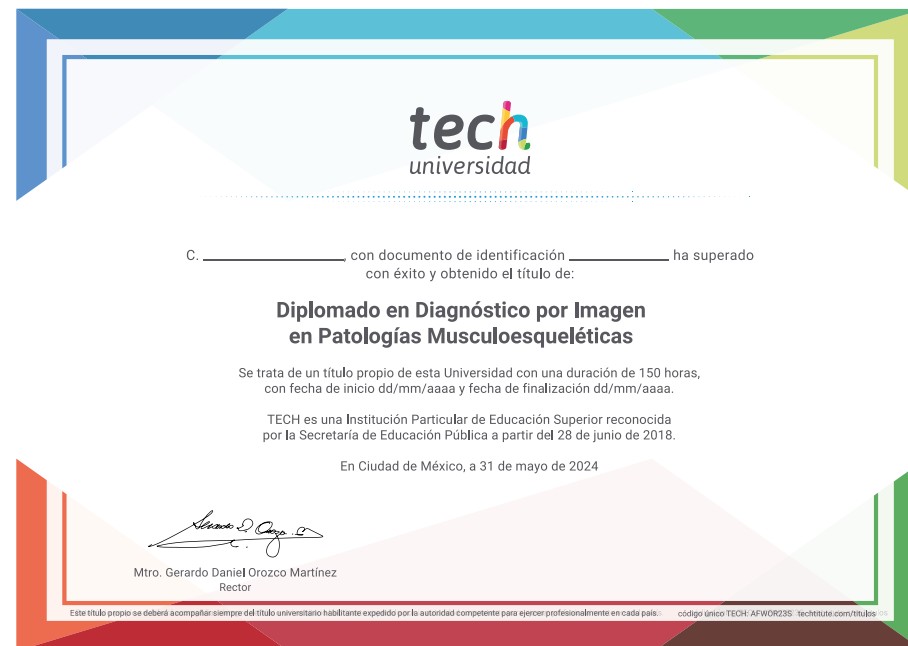 tech
universidad
C. ____________________, con documento de identificación ______________ ha superado
con éxito y obtenido el título de:
Diplomado en Diagnóstico por Imagen
en Patologías Musculoesqueléticas
Se trata de un título propio de esta Universidad con una duración de 150 horas,
con fecha de inicio dd/mm/aaaa y fecha de finalización dd/mm/aaaa.
TECH es una Institución Particular de Educación Superior reconocida
por la Secretaría de Educación Pública a partir del 28 de junio de 2018.
En Ciudad de México, a 31 de mayo de 2024
Mtro. Gerardo Daniel Orozco Martínez
Rector
Este título propio se deberá acompañar siempre del título universitario habilitante expedido por la autoridad competente para ejercer profesionalmente en cada país. código único TECH: AFWOR23S techtitute.com/titulos